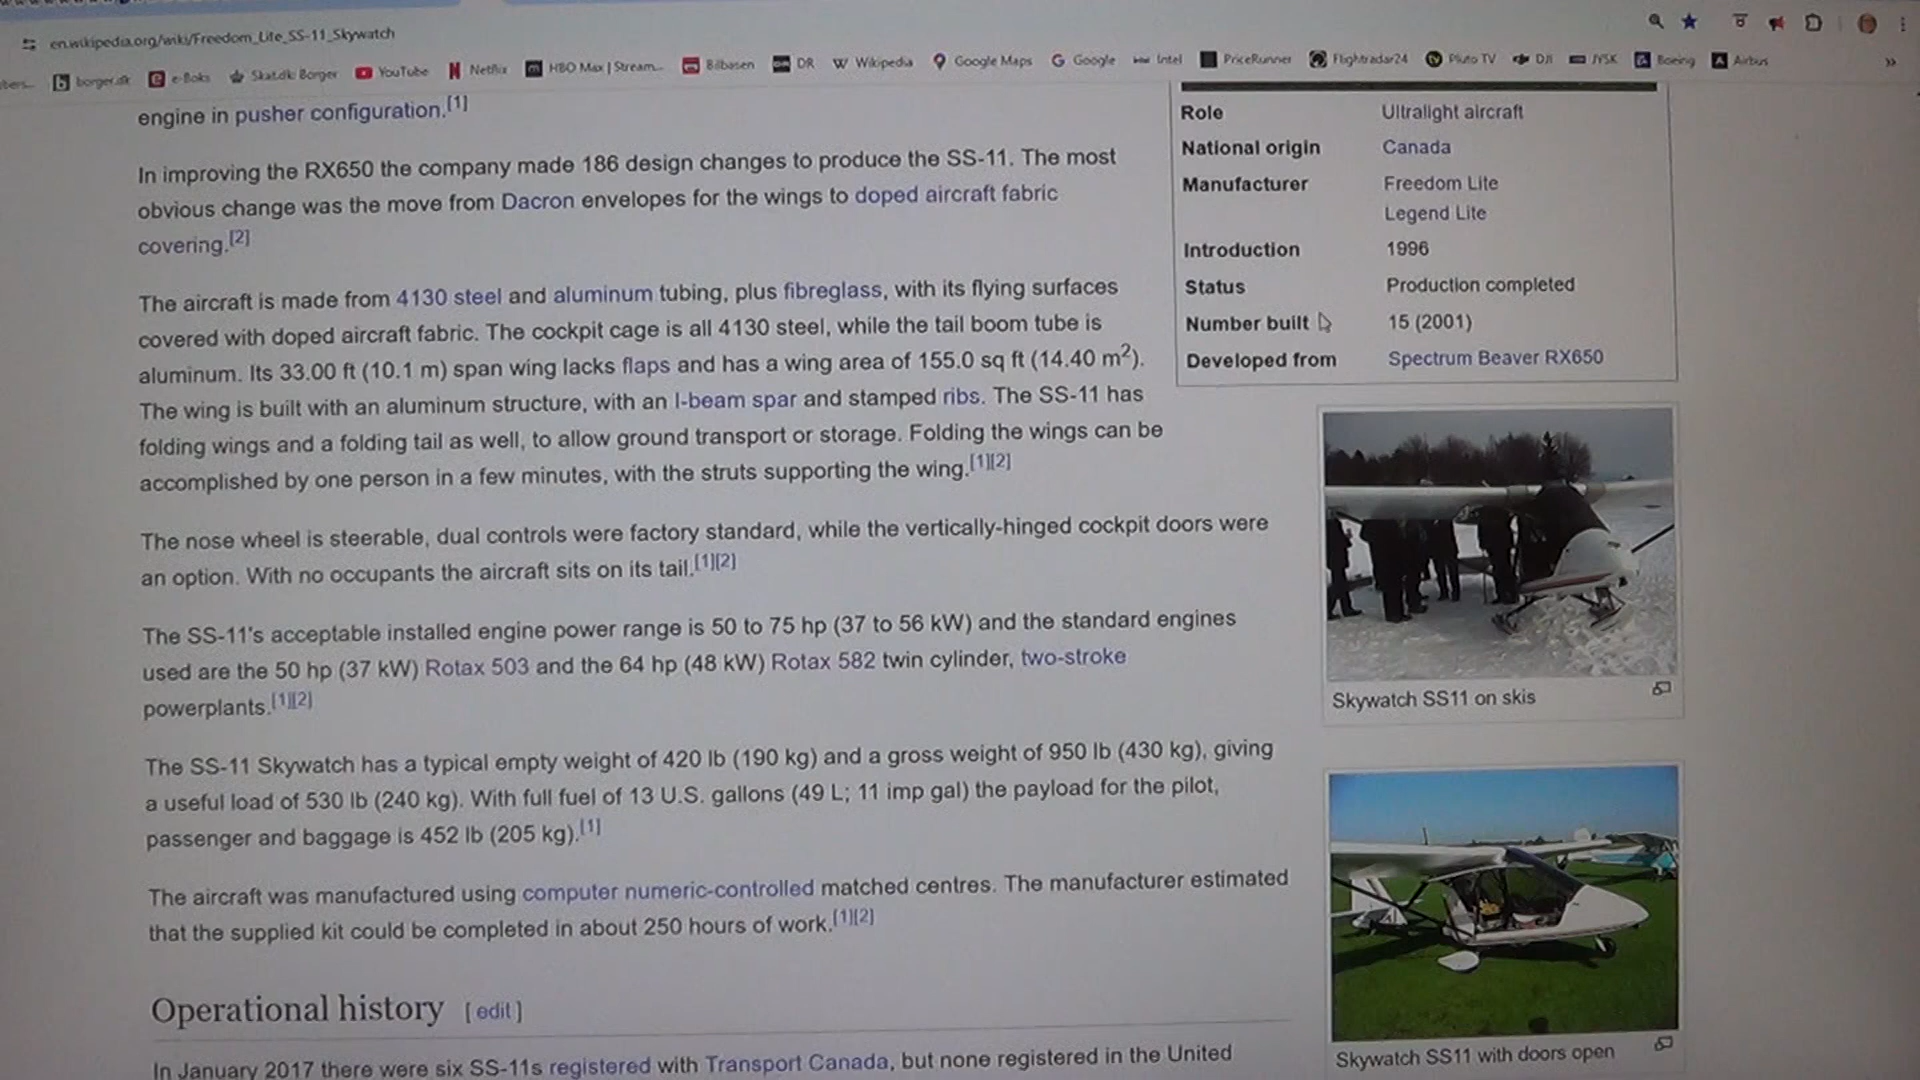 en.wikipedia.org/wiki/Freedom_Lite_SS-11_Skywatch
borger.dk e-Boks Skat.dk: Borger YouTube Netflix HBO Max | Stream... Bilbasen DR Wikipedia Google Maps Google Intel PriceRunner Flightradar24 Pluto TV DJI JYSK Boeing Airbus »
engine in pusher configuration.[1]
In improving the RX650 the company made 186 design changes to produce the SS-11. The most
obvious change was the move from Dacron envelopes for the wings to doped aircraft fabric
covering.[2]
The aircraft is made from 4130 steel and aluminum tubing, plus fibreglass, with its flying surfaces
covered with doped aircraft fabric. The cockpit cage is all 4130 steel, while the tail boom tube is
aluminum. Its 33.00 ft (10.1 m) span wing lacks flaps and has a wing area of 155.0 sq ft (14.40 m²).
The wing is built with an aluminum structure, with an I-beam spar and stamped ribs. The SS-11 has
folding wings and a folding tail as well, to allow ground transport or storage. Folding the wings can be
accomplished by one person in a few minutes, with the struts supporting the wing.[1][2]
The nose wheel is steerable, dual controls were factory standard, while the vertically-hinged cockpit doors were
an option. With no occupants the aircraft sits on its tail.[1][2]
The SS-11's acceptable installed engine power range is 50 to 75 hp (37 to 56 kW) and the standard engines
used are the 50 hp (37 kW) Rotax 503 and the 64 hp (48 kW) Rotax 582 twin cylinder, two-stroke
powerplants.[1][2]
The SS-11 Skywatch has a typical empty weight of 420 lb (190 kg) and a gross weight of 950 lb (430 kg), giving
a useful load of 530 lb (240 kg). With full fuel of 13 U.S. gallons (49 L; 11 imp gal) the payload for the pilot,
passenger and baggage is 452 lb (205 kg).[1]
The aircraft was manufactured using computer numeric-controlled matched centres. The manufacturer estimated
that the supplied kit could be completed in about 250 hours of work.[1][2]
Operational history [ edit ]
In January 2017 there were six SS-11s registered with Transport Canada, but none registered in the United
Role Ultralight aircraft
National origin Canada
Manufacturer Freedom Lite
Legend Lite
Introduction 1996
Status Production completed
Number built 15 (2001)
Developed from Spectrum Beaver RX650
Skywatch SS11 on skis
Skywatch SS11 with doors open